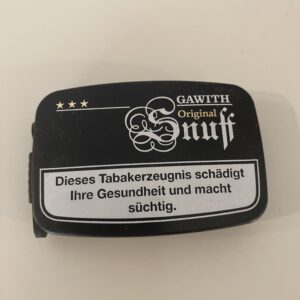 ★★★
GAWITH
Original
Snuff
Dieses Tabakerzeugnis schädigt
Ihre Gesundheit und macht
süchtig.